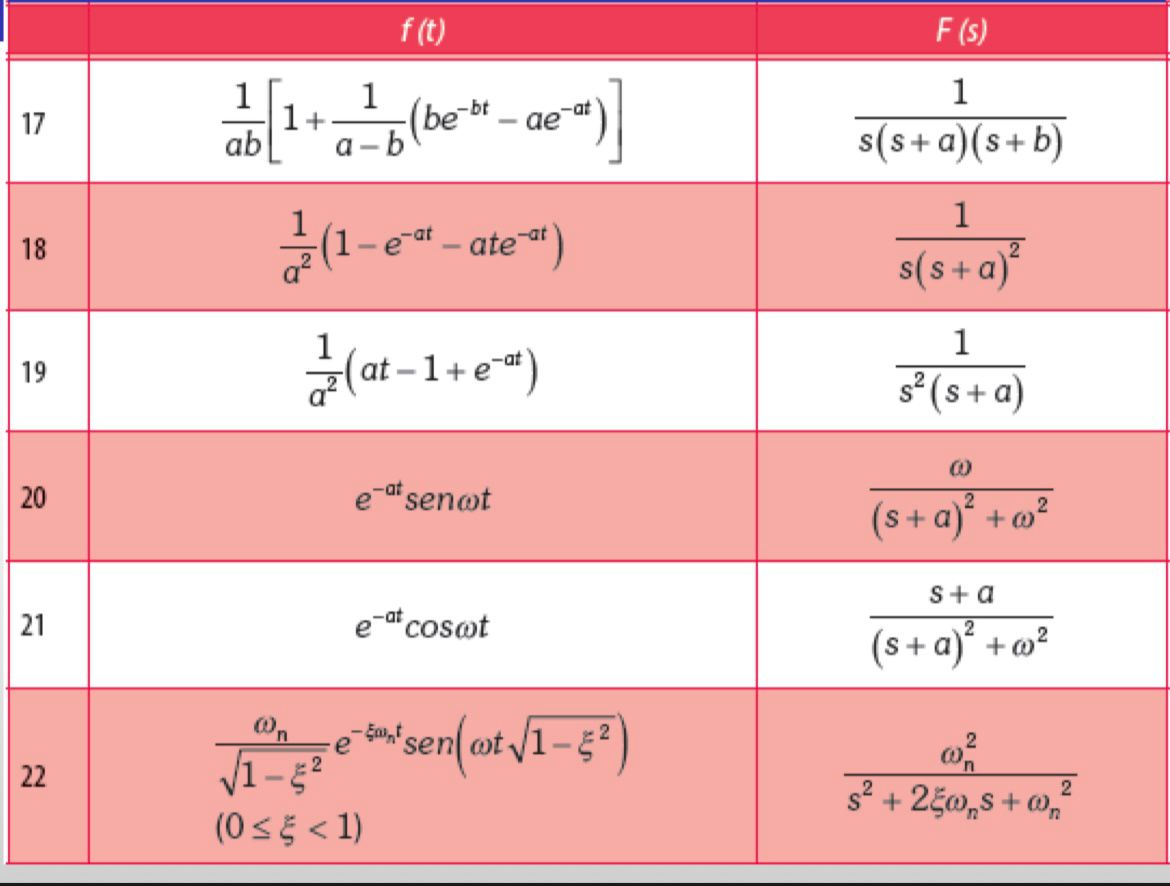 f (t) F (s)
17 1/ab [1 + 1/(a − b) (be^−bt − ae^−at)] 1/(s(s + a)(s + b))
18 1/a² (1 − e^−at − ate^−at) 1/(s(s + a)²)
19 1/a² (at − 1 + e^−at) 1/(s²(s + a))
20 e^−at senωt ω/((s + a)² + ω²)
21 e^−at cosωt (s + a)/((s + a)² + ω²)
22 ω_n/√(1 − ξ²) e^−ξω_n t sen(ωt√(1 − ξ²)) ω_n²/(s² + 2ξω_n s + ω_n²)
(0 ≤ ξ < 1)